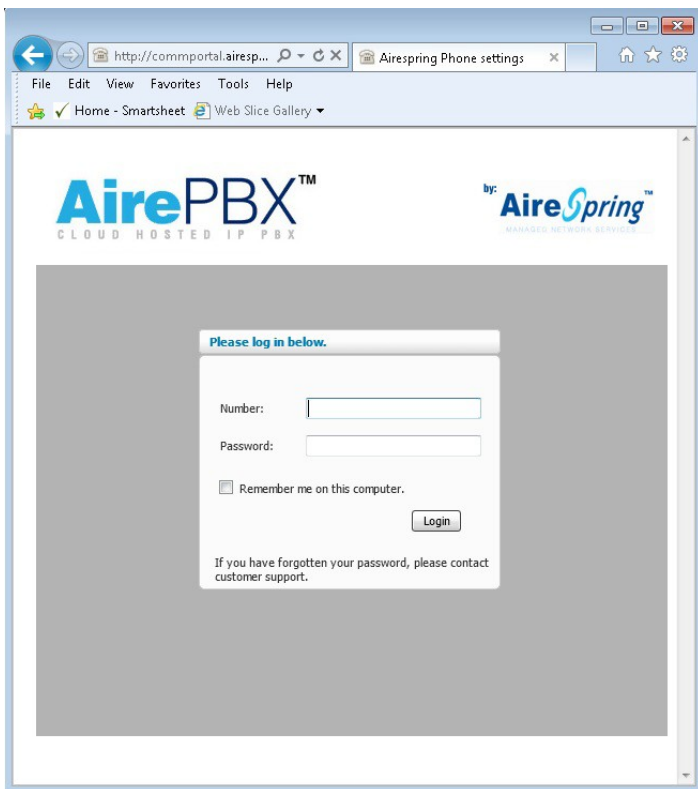 http://commportal.airesp...
Airespring Phone settings
File Edit View Favorites Tools Help
Home - Smartsheet Web Slice Gallery
AirePBX™
CLOUD HOSTED IP PBX
by:
AireSpring™
MANAGED NETWORK SERVICES
Please log in below.
Number:
Password:
Remember me on this computer.
Login
If you have forgotten your password, please contact
customer support.